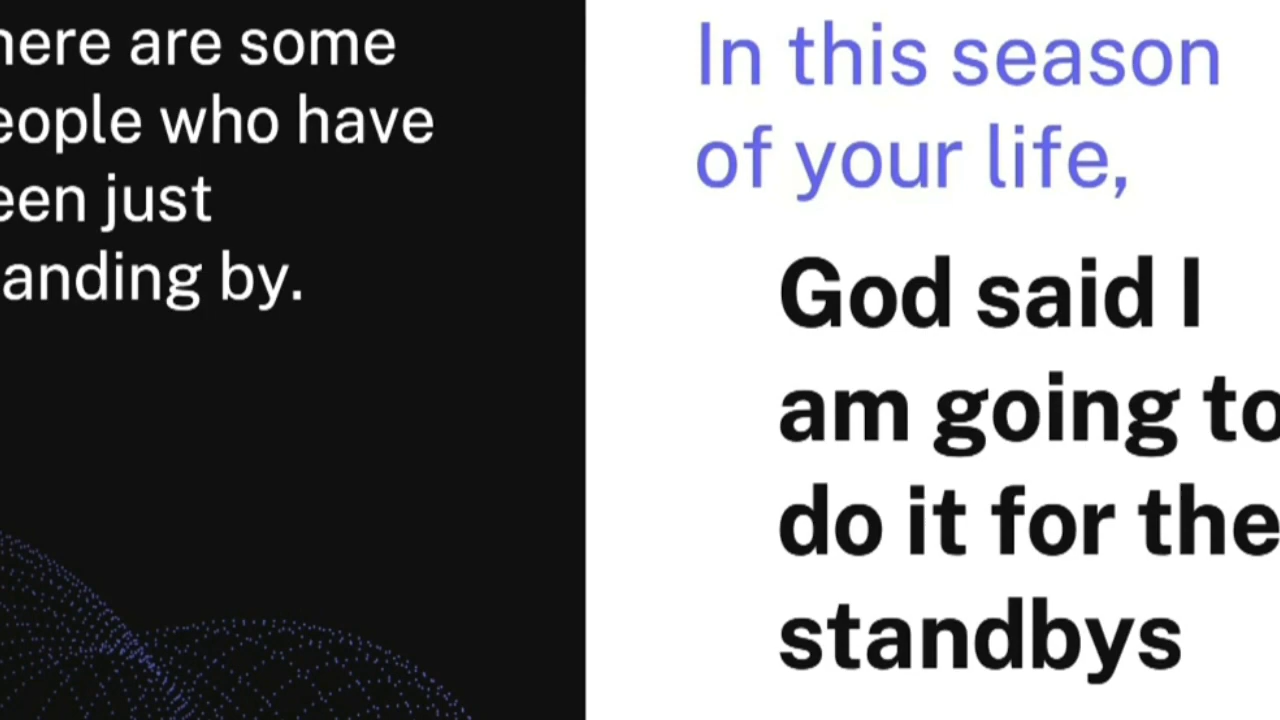 here are some
eople who have
een just
anding by.
In this season
of your life,
God said I
am going to
do it for the
standbys